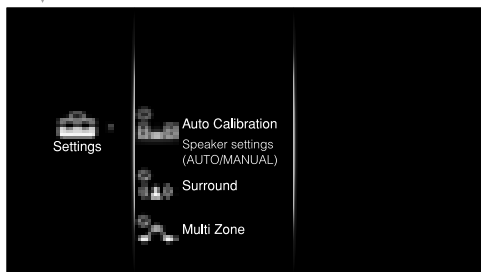 Settings
Auto Calibration
Speaker settings
(AUTO/MANUAL)
Surround
Multi Zone